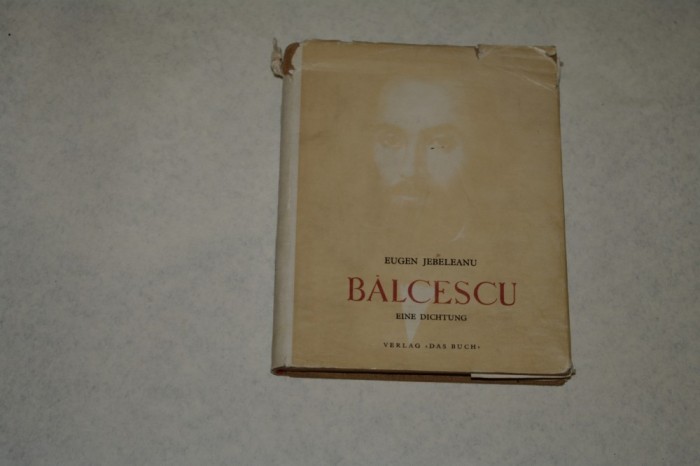 EUGEN JEBELEANU
BĂLCESCU
EINE DICHTUNG
VERLAG «DAS BUCH»